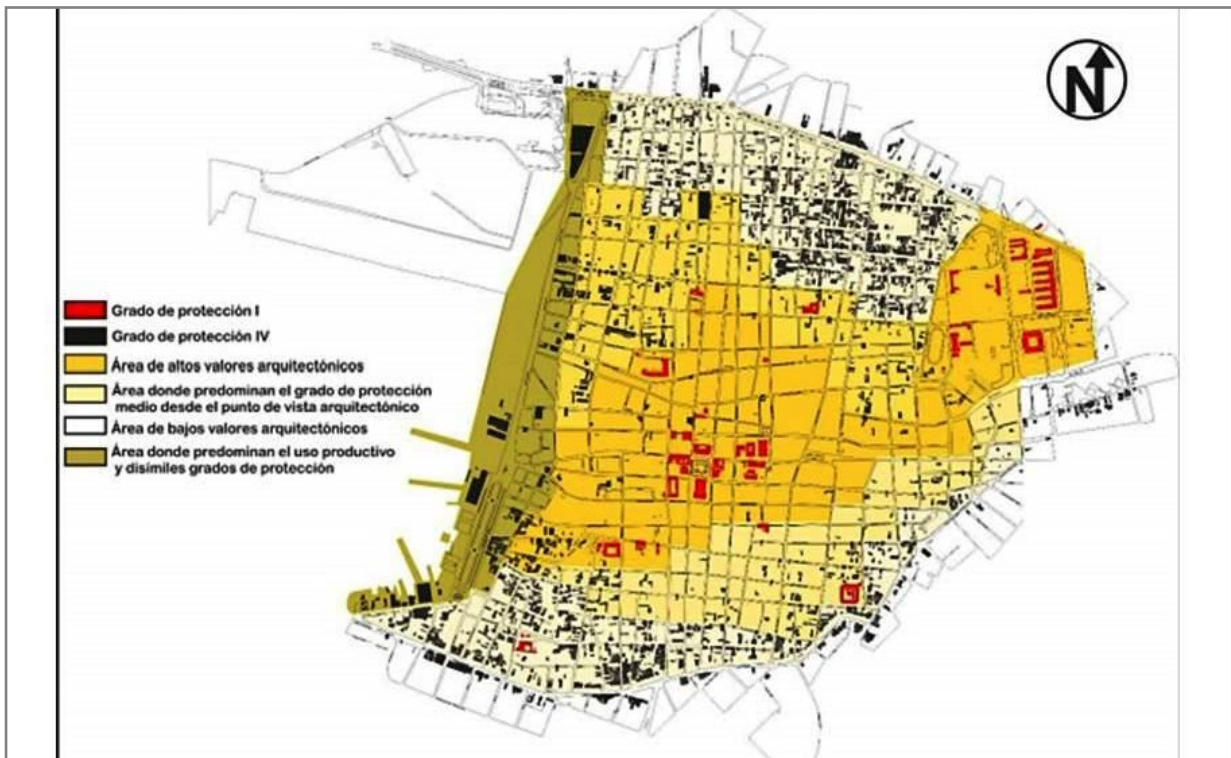 N
Grado de protección I
Grado de protección IV
Área de altos valores arquitectónicos
Área donde predominan el grado de protección
medio desde el punto de vista arquitectónico
Área de bajos valores arquitectónicos
Área donde predominan el uso productivo
y disímiles grados de protección